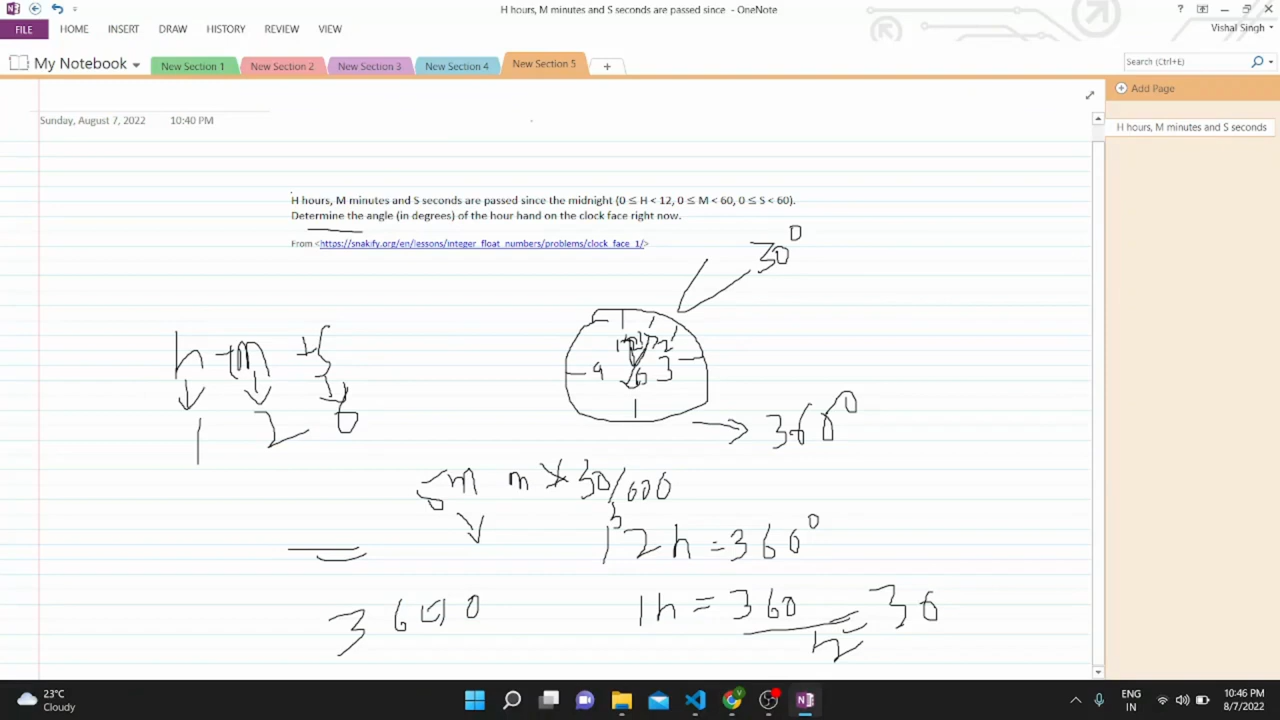 H hours, M minutes and S seconds are passed since - OneNote
FILE HOME INSERT DRAW HISTORY REVIEW VIEW
Vishal Singh
My Notebook New Section 1 New Section 2 New Section 3 New Section 4 New Section 5 +
Search (Ctrl+E)
Add Page
H hours, M minutes and S seconds
Sunday, August 7, 2022 10:40 PM
H hours, M minutes and S seconds are passed since the midnight (0 ≤ H < 12, 0 ≤ M < 60, 0 ≤ S < 60).
Determine the angle (in degrees) of the hour hand on the clock face right now.
From <https://snakify.org/en/lessons/integer_float_numbers/problems/clock_face_1/>
30°
h + m +
9 6 3
1 2
360°
m * 30/600
12h = 360°
1h = 360 = 30
3600
23°C
Cloudy
ENG
IN
10:46 PM
8/7/2022